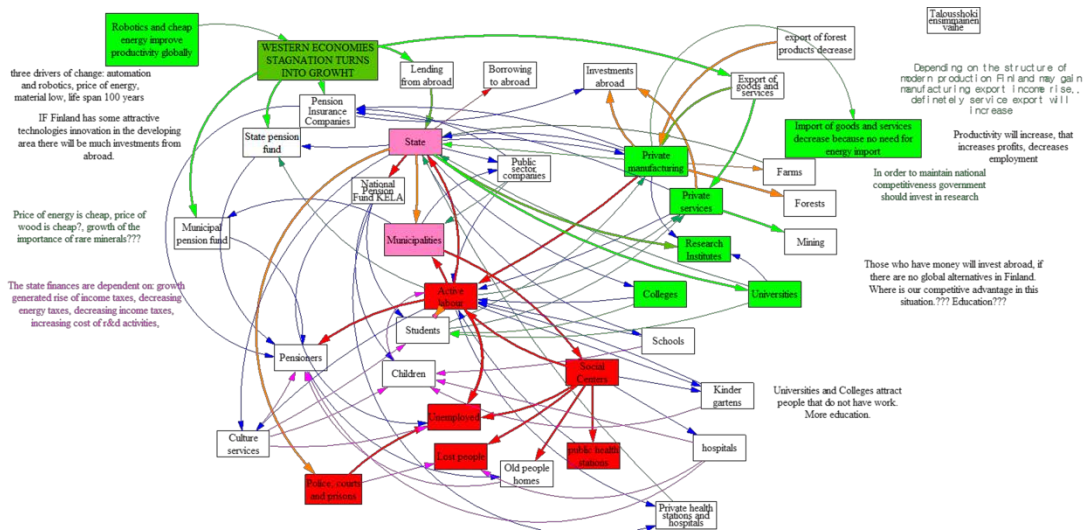 Robotics and cheap
energy improve
productivity globally
WESTERN ECONOMIES
STAGNATION TURNS
INTO GROWHT
Lending
from abroad
Borrowing
to abroad
Investments
abroad
export of forest
products decrease
Talousshoki
ensimmainen
vaihe
Export of
goods and
services
three drivers of change: automation
and robotics, price of energy,
material low, life span 100 years
Depending on the structure of
modern production Finland may gain
manufacturing export income rise,.
definetely service export will
increase
IF Finland has some attractive
technologies innovation in the developing
area there will be much investments from
abroad.
Pension
Insurance
Companies
State pension
fund
State
Public
sector,
companies
Private
manufacturing
Import of goods and services
decrease because no need for
energy import
Productivity will increase, that
increases profits, decreases
employment
National
Pension
Fund KELA
Farms
In order to maintain national
competitiveness government
should invest in research
Private
services
Forests
Price of energy is cheap, price of
wood is cheap?, growth of the
importance of rare minerals???
Municipal
pension fund
Municipalities
Research
Institutes
Mining
Those who have money will invest abroad, if
there are no global alternatives in Finland.
Where is our competitive advantage in this
situation.??? Education???
The state finances are dependent on: growth
generated rise of income taxes, decreasing
energy taxes, decreasing income taxes,
increasing cost of r&d activities,
Active
labour
Colleges
Universities
Students
Schools
Pensioners
Children
Social
Centers
Kinder
gartens
Universities and Colleges attract
people that do not have work.
More education.
Unemployed
Culture
services
Lost people
public health
stations
hospitals
Old people
homes
Police, courts
and prisons
Private health
stations and
hospitals